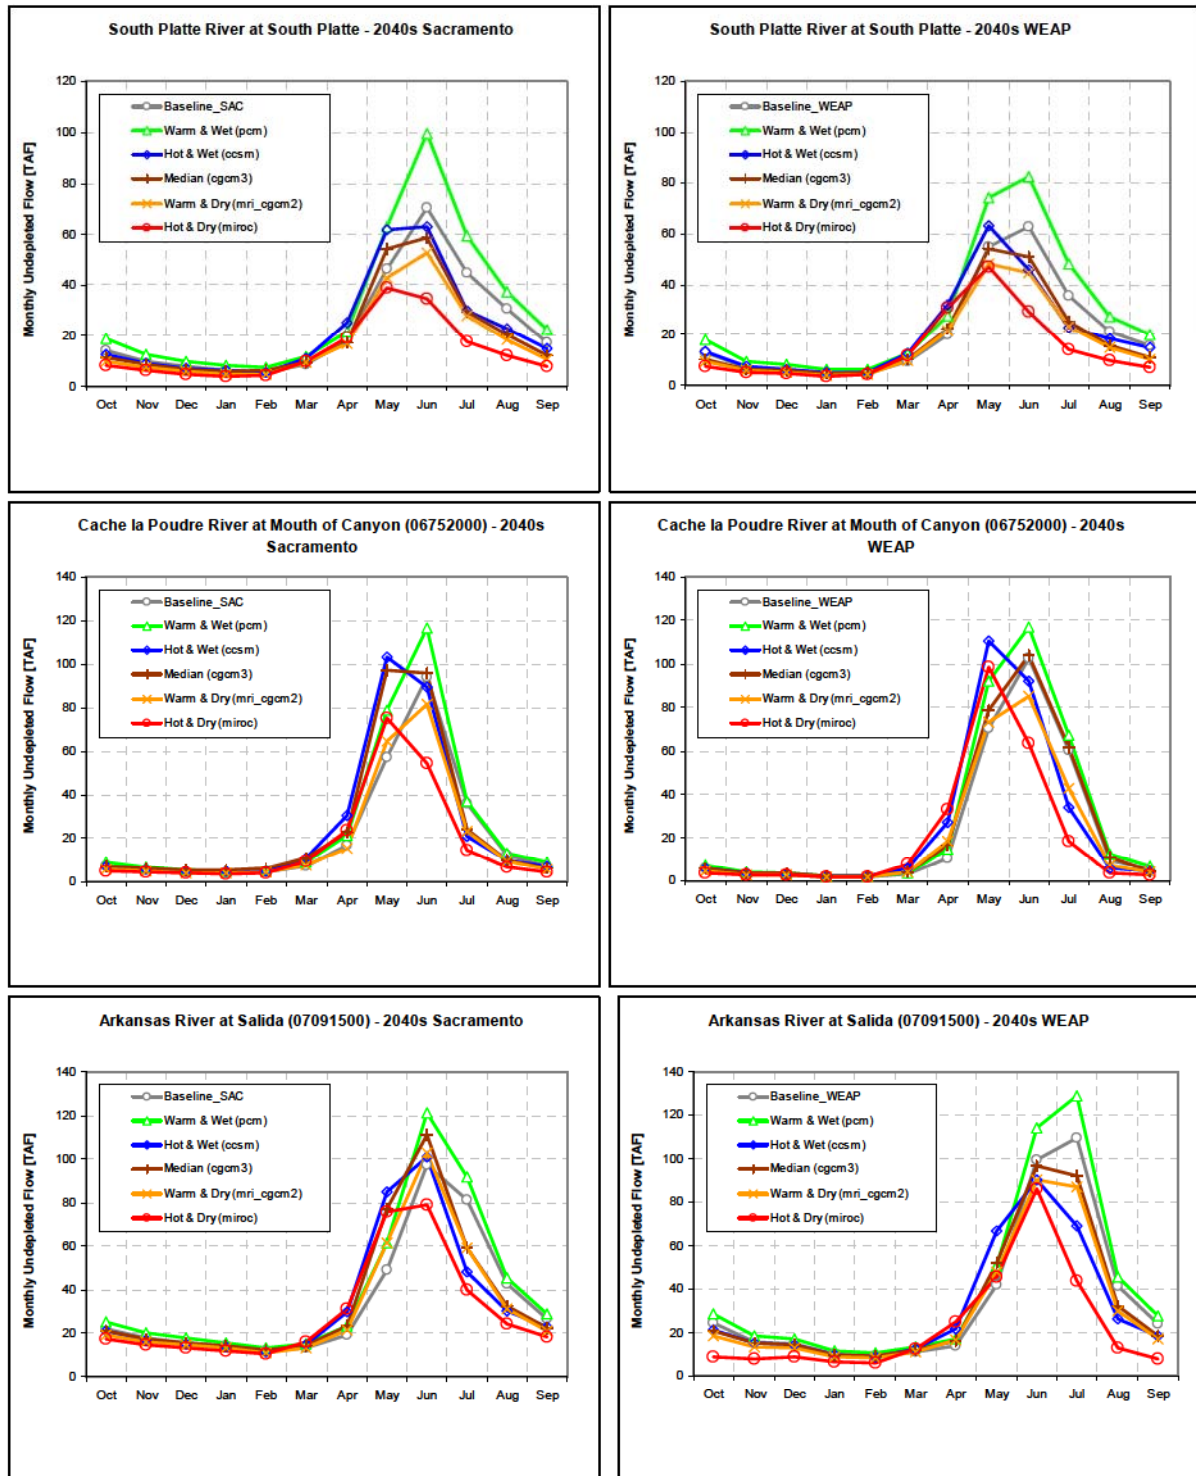 South Platte River at South Platte - 2040s Sacramento
Monthly Undepleted Flow [TAF]
120
100
80
60
40
20
0
Baseline_SAC
Warm & Wet (pcm)
Hot & Wet (ccsm)
Median (cgcm3)
Warm & Dry (mri_cgcm2)
Hot & Dry (miroc)
Oct Nov Dec Jan Feb Mar Apr May Jun Jul Aug Sep
South Platte River at South Platte - 2040s WEAP
Monthly Undepleted Flow [TAF]
120
100
80
60
40
20
0
Baseline_WEAP
Warm & Wet (pcm)
Hot & Wet (ccsm)
Median (cgcm3)
Warm & Dry (mri_cgcm2)
Hot & Dry (miroc)
Oct Nov Dec Jan Feb Mar Apr May Jun Jul Aug Sep
Cache la Poudre River at Mouth of Canyon (06752000) - 2040s
Sacramento
Monthly Undepleted Flow [TAF]
140
120
100
80
60
40
20
0
Baseline_SAC
Warm & Wet (pcm)
Hot & Wet (ccsm)
Median (cgcm3)
Warm & Dry (mri_cgcm2)
Hot & Dry (miroc)
Oct Nov Dec Jan Feb Mar Apr May Jun Jul Aug Sep
Cache la Poudre River at Mouth of Canyon (06752000) - 2040s
WEAP
Monthly Undepleted Flow [TAF]
140
120
100
80
60
40
20
0
Baseline_WEAP
Warm & Wet (pcm)
Hot & Wet (ccsm)
Median (cgcm3)
Warm & Dry (mri_cgcm2)
Hot & Dry (miroc)
Oct Nov Dec Jan Feb Mar Apr May Jun Jul Aug Sep
Arkansas River at Salida (07091500) - 2040s Sacramento
Monthly Undepleted Flow [TAF]
140
120
100
80
60
40
20
0
Baseline_SAC
Warm & Wet (pcm)
Hot & Wet (ccsm)
Median (cgcm3)
Warm & Dry (mri_cgcm2)
Hot & Dry (miroc)
Oct Nov Dec Jan Feb Mar Apr May Jun Jul Aug Sep
Arkansas River at Salida (07091500) - 2040s WEAP
Monthly Undepleted Flow [TAF]
140
120
100
80
60
40
20
0
Baseline_WEAP
Warm & Wet (pcm)
Hot & Wet (ccsm)
Median (cgcm3)
Warm & Dry (mri_cgcm2)
Hot & Dry (miroc)
Oct Nov Dec Jan Feb Mar Apr May Jun Jul Aug Sep